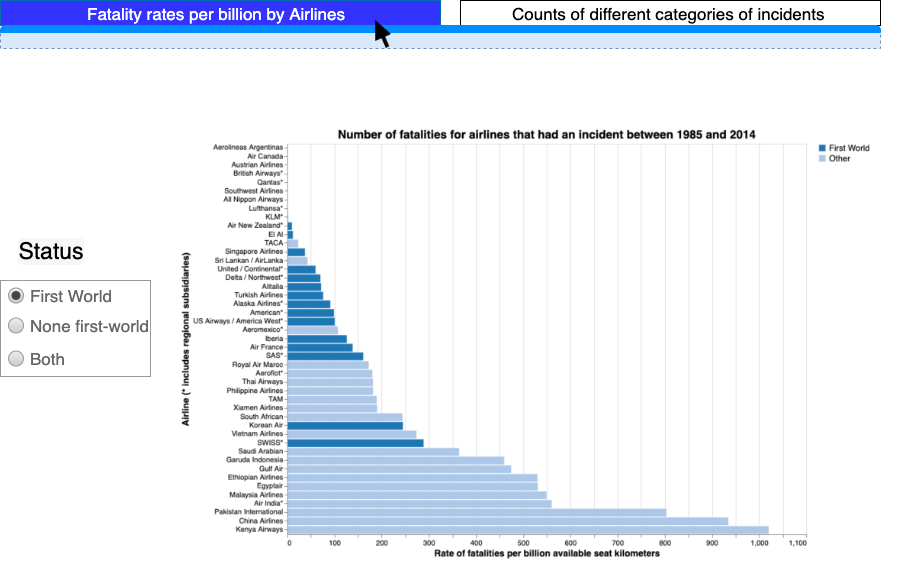 Fatality rates per billion by Airlines
Counts of different categories of incidents
Number of fatalities for airlines that had an incident between 1985 and 2014
First World
Other
Status
First World
None first-world
Both
Airline (* includes regional subsidiaries)
Aerolineas Argentinas
Air Canada
Austrian Airlines
British Airways*
Qantas*
Southwest Airlines
All Nippon Airways
Lufthansa*
KLM*
Air New Zealand*
El Al
TACA
Singapore Airlines
Sri Lankan / AirLanka
United / Continental*
Delta / Northwest*
Alitalia
Turkish Airlines
Alaska Airlines*
American*
US Airways / America West*
Aeromexico*
Iberia
Air France
SAS*
Royal Air Maroc
Aeroflot*
Thai Airways
Philippine Airlines
TAM
Xiamen Airlines
South African
Korean Air
Vietnam Airlines
SWISS*
Saudi Arabian
Garuda Indonesia
Gulf Air
Ethiopian Airlines
Egyptair
Malaysia Airlines
Air India*
Pakistan International
China Airlines
Kenya Airways
0 100 200 300 400 500 600 700 800 900 1,000 1,100
Rate of fatalities per billion available seat kilometers